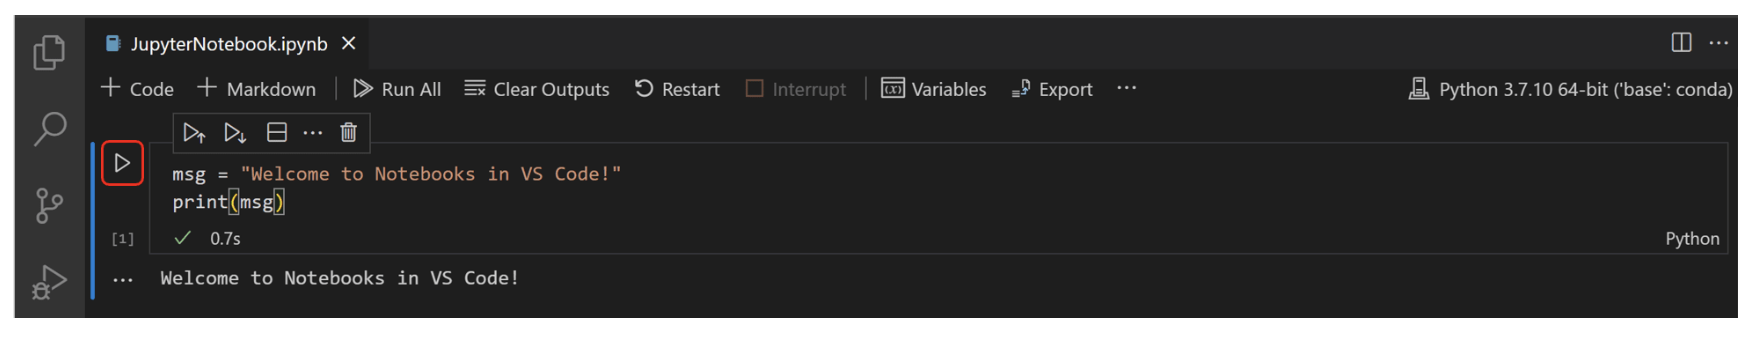 JupyterNotebook.ipynb
Code Markdown Run All Clear Outputs Restart Interrupt Variables Export ··· Python 3.7.10 64-bit ('base': conda)
msg = "Welcome to Notebooks in VS Code!"
print(msg)
[1] 0.7s Python
Welcome to Notebooks in VS Code!